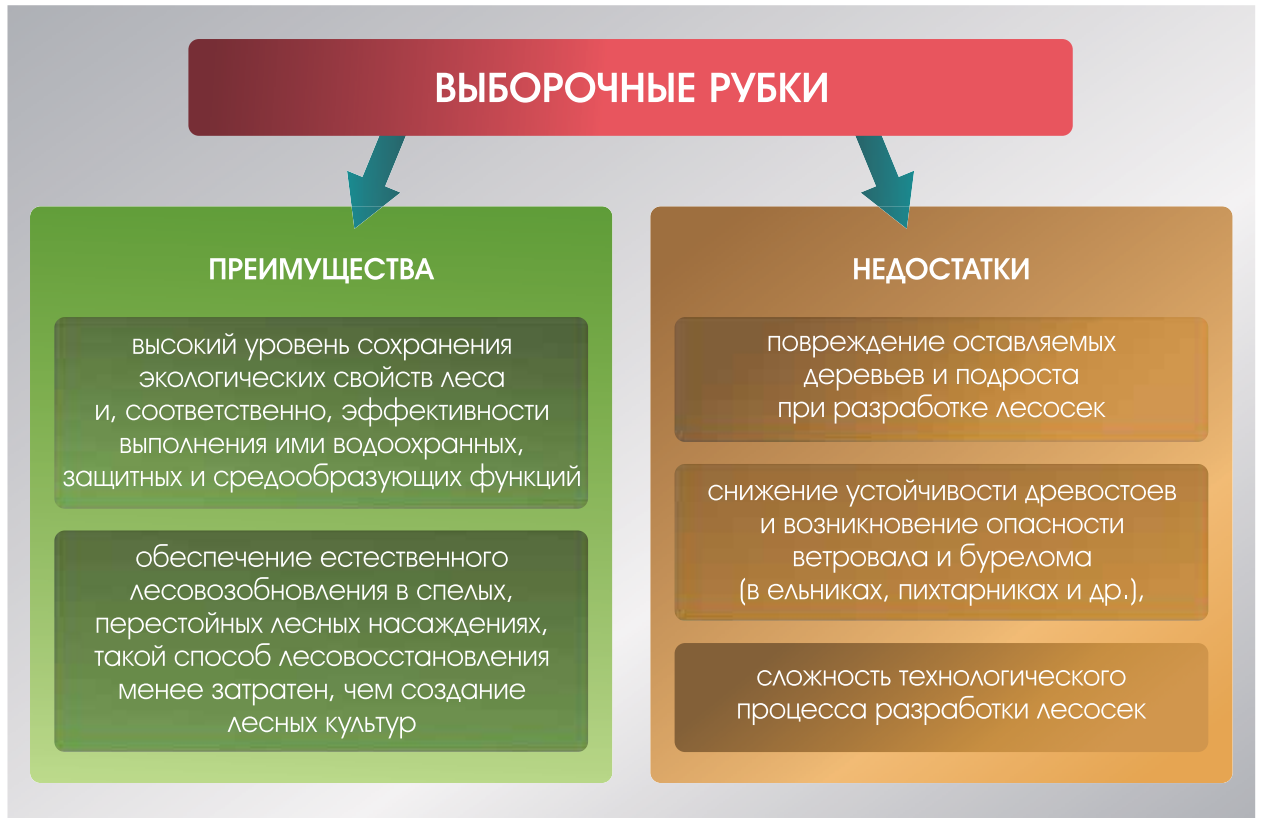 ВЫБОРОЧНЫЕ РУБКИ
ПРЕИМУЩЕСТВА
высокий уровень сохранения
экологических свойств леса
и, соответственно, эффективности
выполнения ими водоохранных,
защитных и средообразующих функций
обеспечение естественного
лесовозобновления в спелых,
перестойных лесных насаждениях,
такой способ лесовосстановления
менее затратен, чем создание
лесных культур
НЕДОСТАТКИ
повреждение оставляемых
деревьев и подроста
при разработке лесосек
снижение устойчивости древостоев
и возникновение опасности
ветровала и бурелома
(в ельниках, пихтарниках и др.),
сложность технологического
процесса разработки лесосек